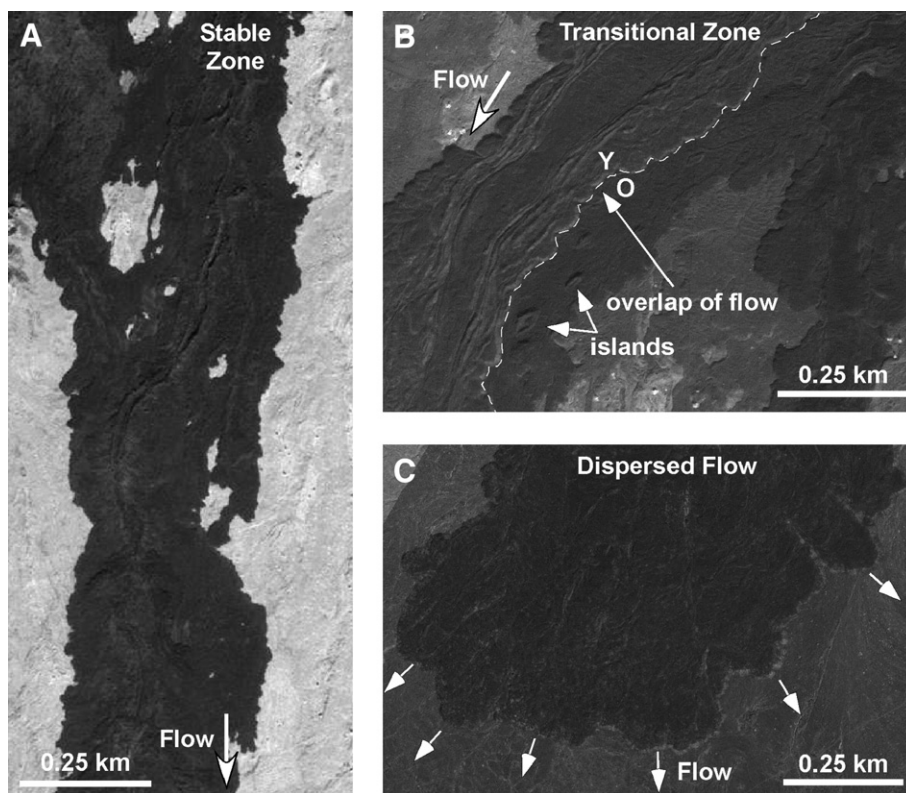 A
Stable
Zone
Flow
0.25 km
B
Transitional Zone
Flow
Y
O
overlap of flow
islands
0.25 km
C
Dispersed Flow
Flow
0.25 km